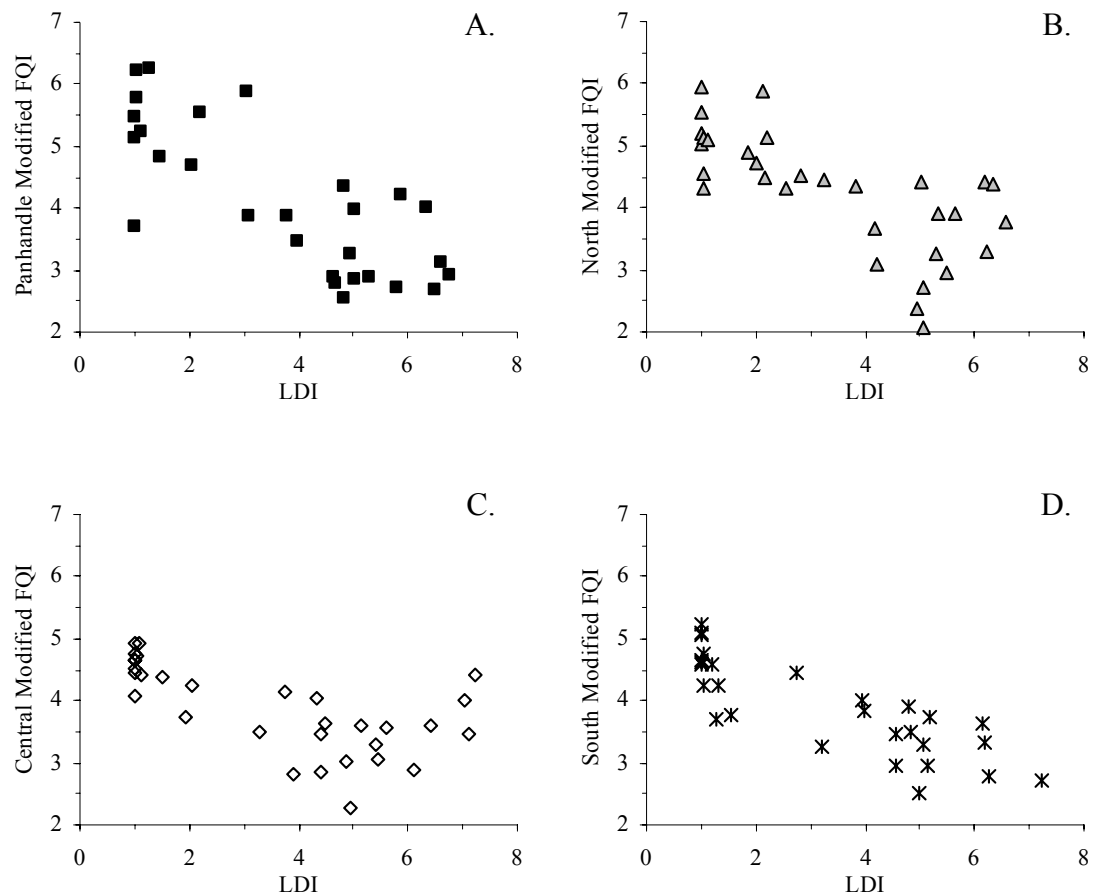 A.
Panhandle Modified FQI
7
6
5
4
3
2
0 2 4 6 8
LDI
B.
North Modified FQI
7
6
5
4
3
2
0 2 4 6 8
LDI
C.
Central Modified FQI
7
6
5
4
3
2
0 2 4 6 8
LDI
D.
South Modified FQI
7
6
5
4
3
2
0 2 4 6 8
LDI